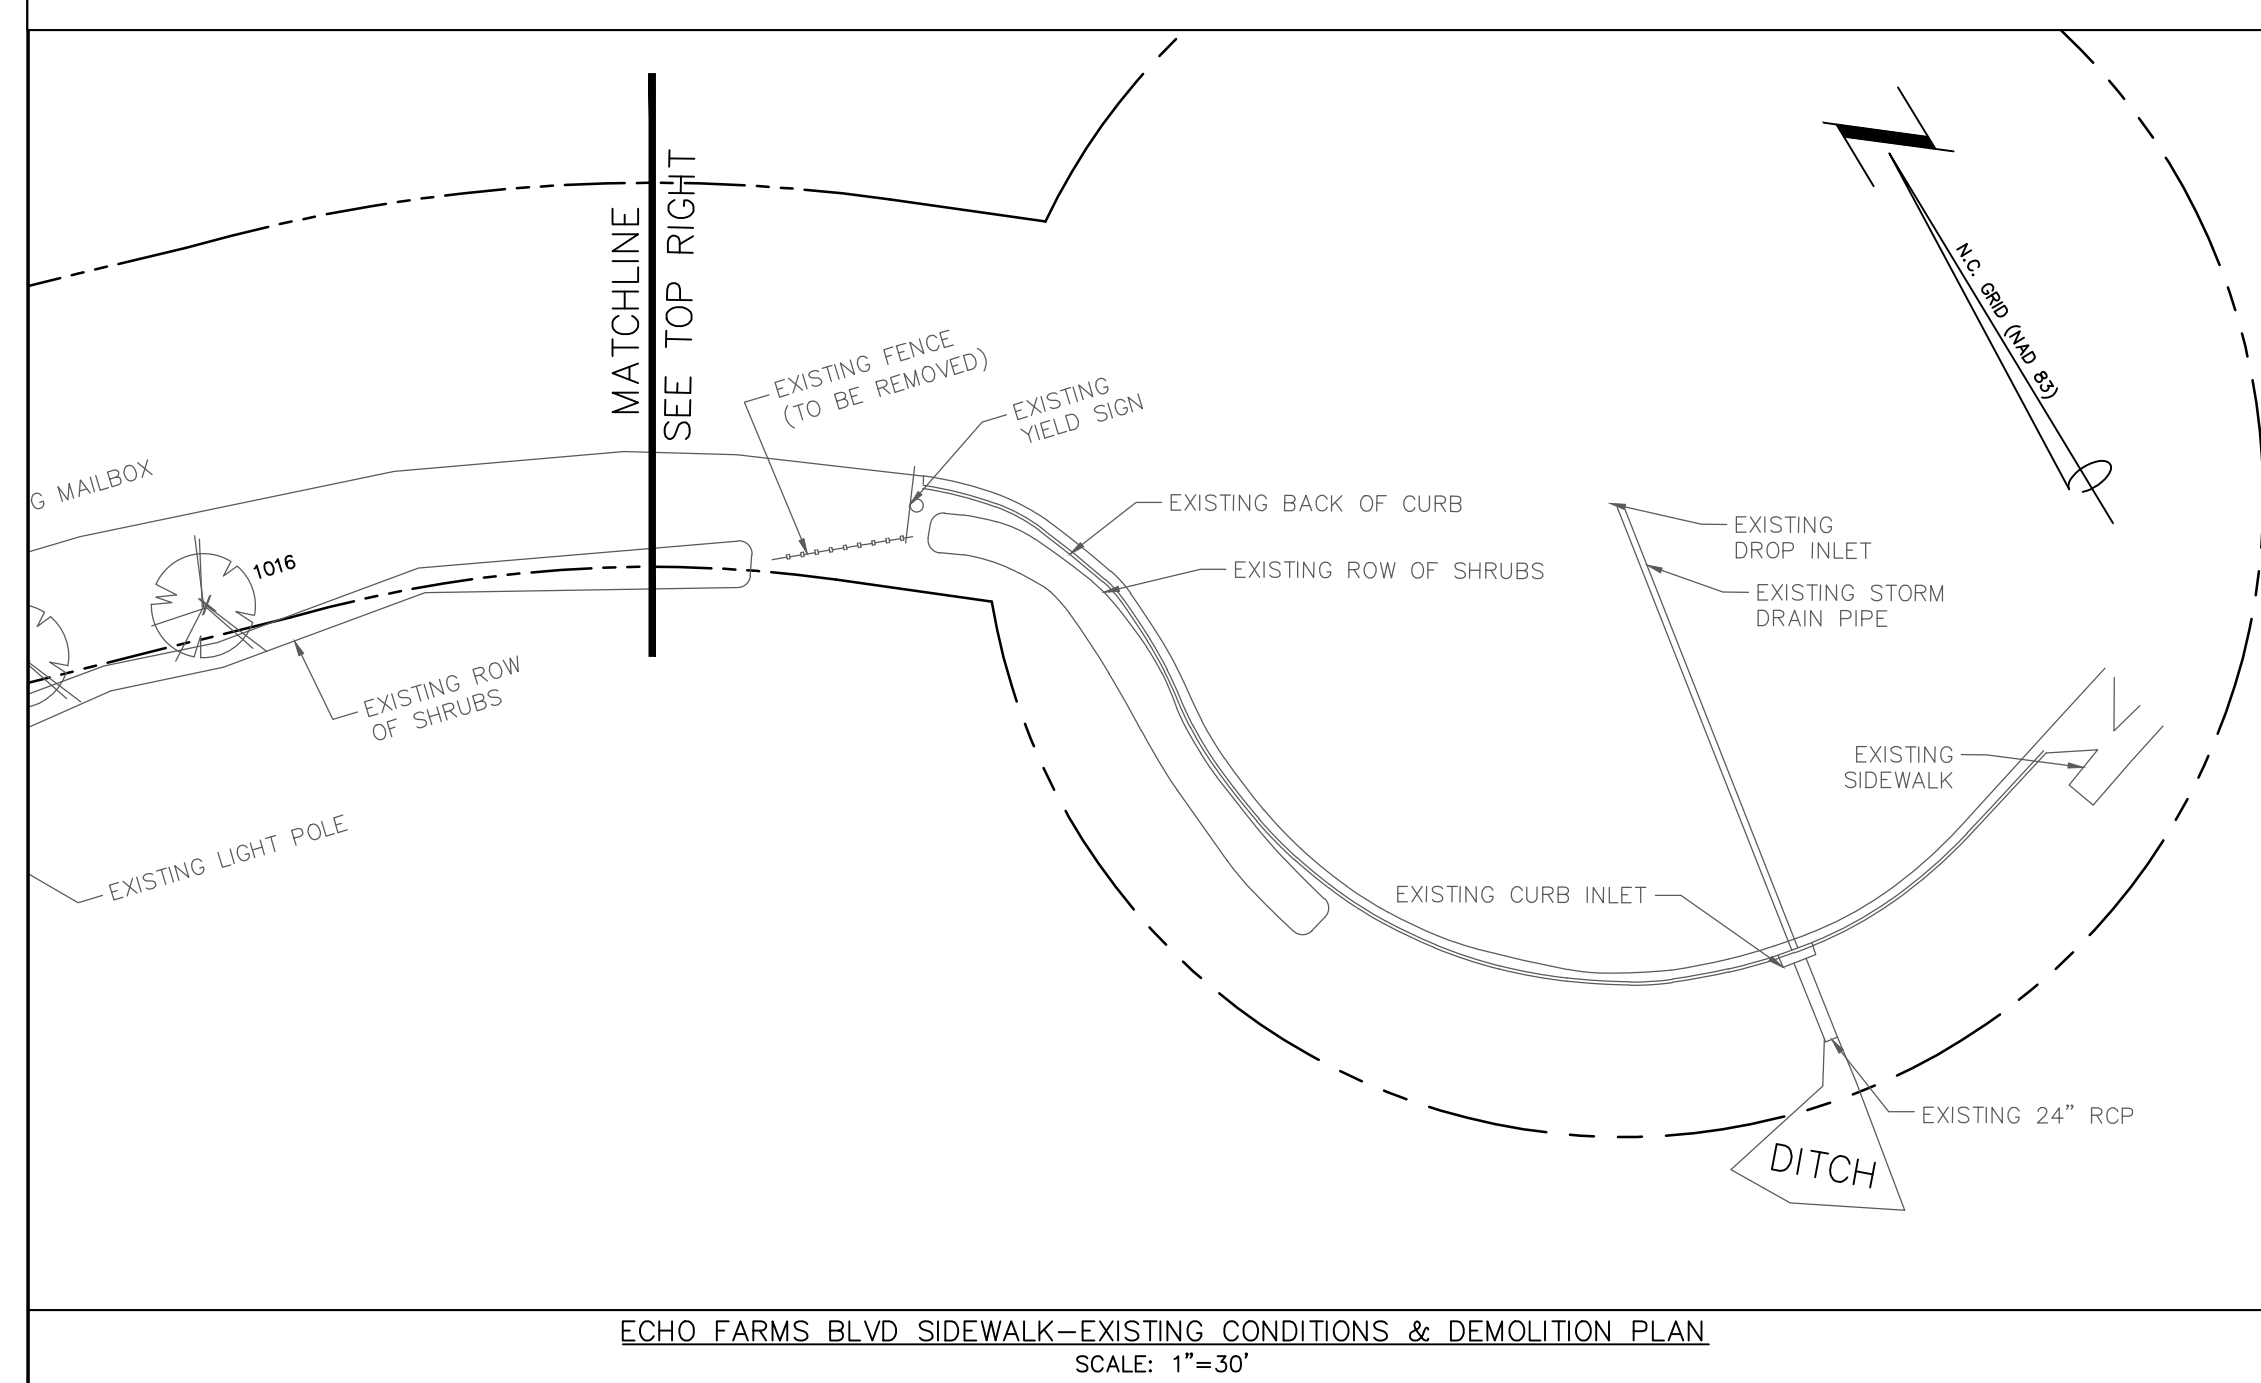 MATCHLINE
SEE TOP RIGHT
N.C. GRID (NAD 83)
EXISTING FENCE
(TO BE REMOVED)
EXISTING
YIELD SIGN
G MAILBOX
1016
EXISTING BACK OF CURB
EXISTING ROW OF SHRUBS
EXISTING
DROP INLET
EXISTING STORM
DRAIN PIPE
EXISTING ROW
OF SHRUBS
EXISTING
SIDEWALK
EXISTING LIGHT POLE
EXISTING CURB INLET
EXISTING 24" RCP
DITCH
ECHO FARMS BLVD SIDEWALK–EXISTING CONDITIONS & DEMOLITION PLAN
SCALE: 1"=30'